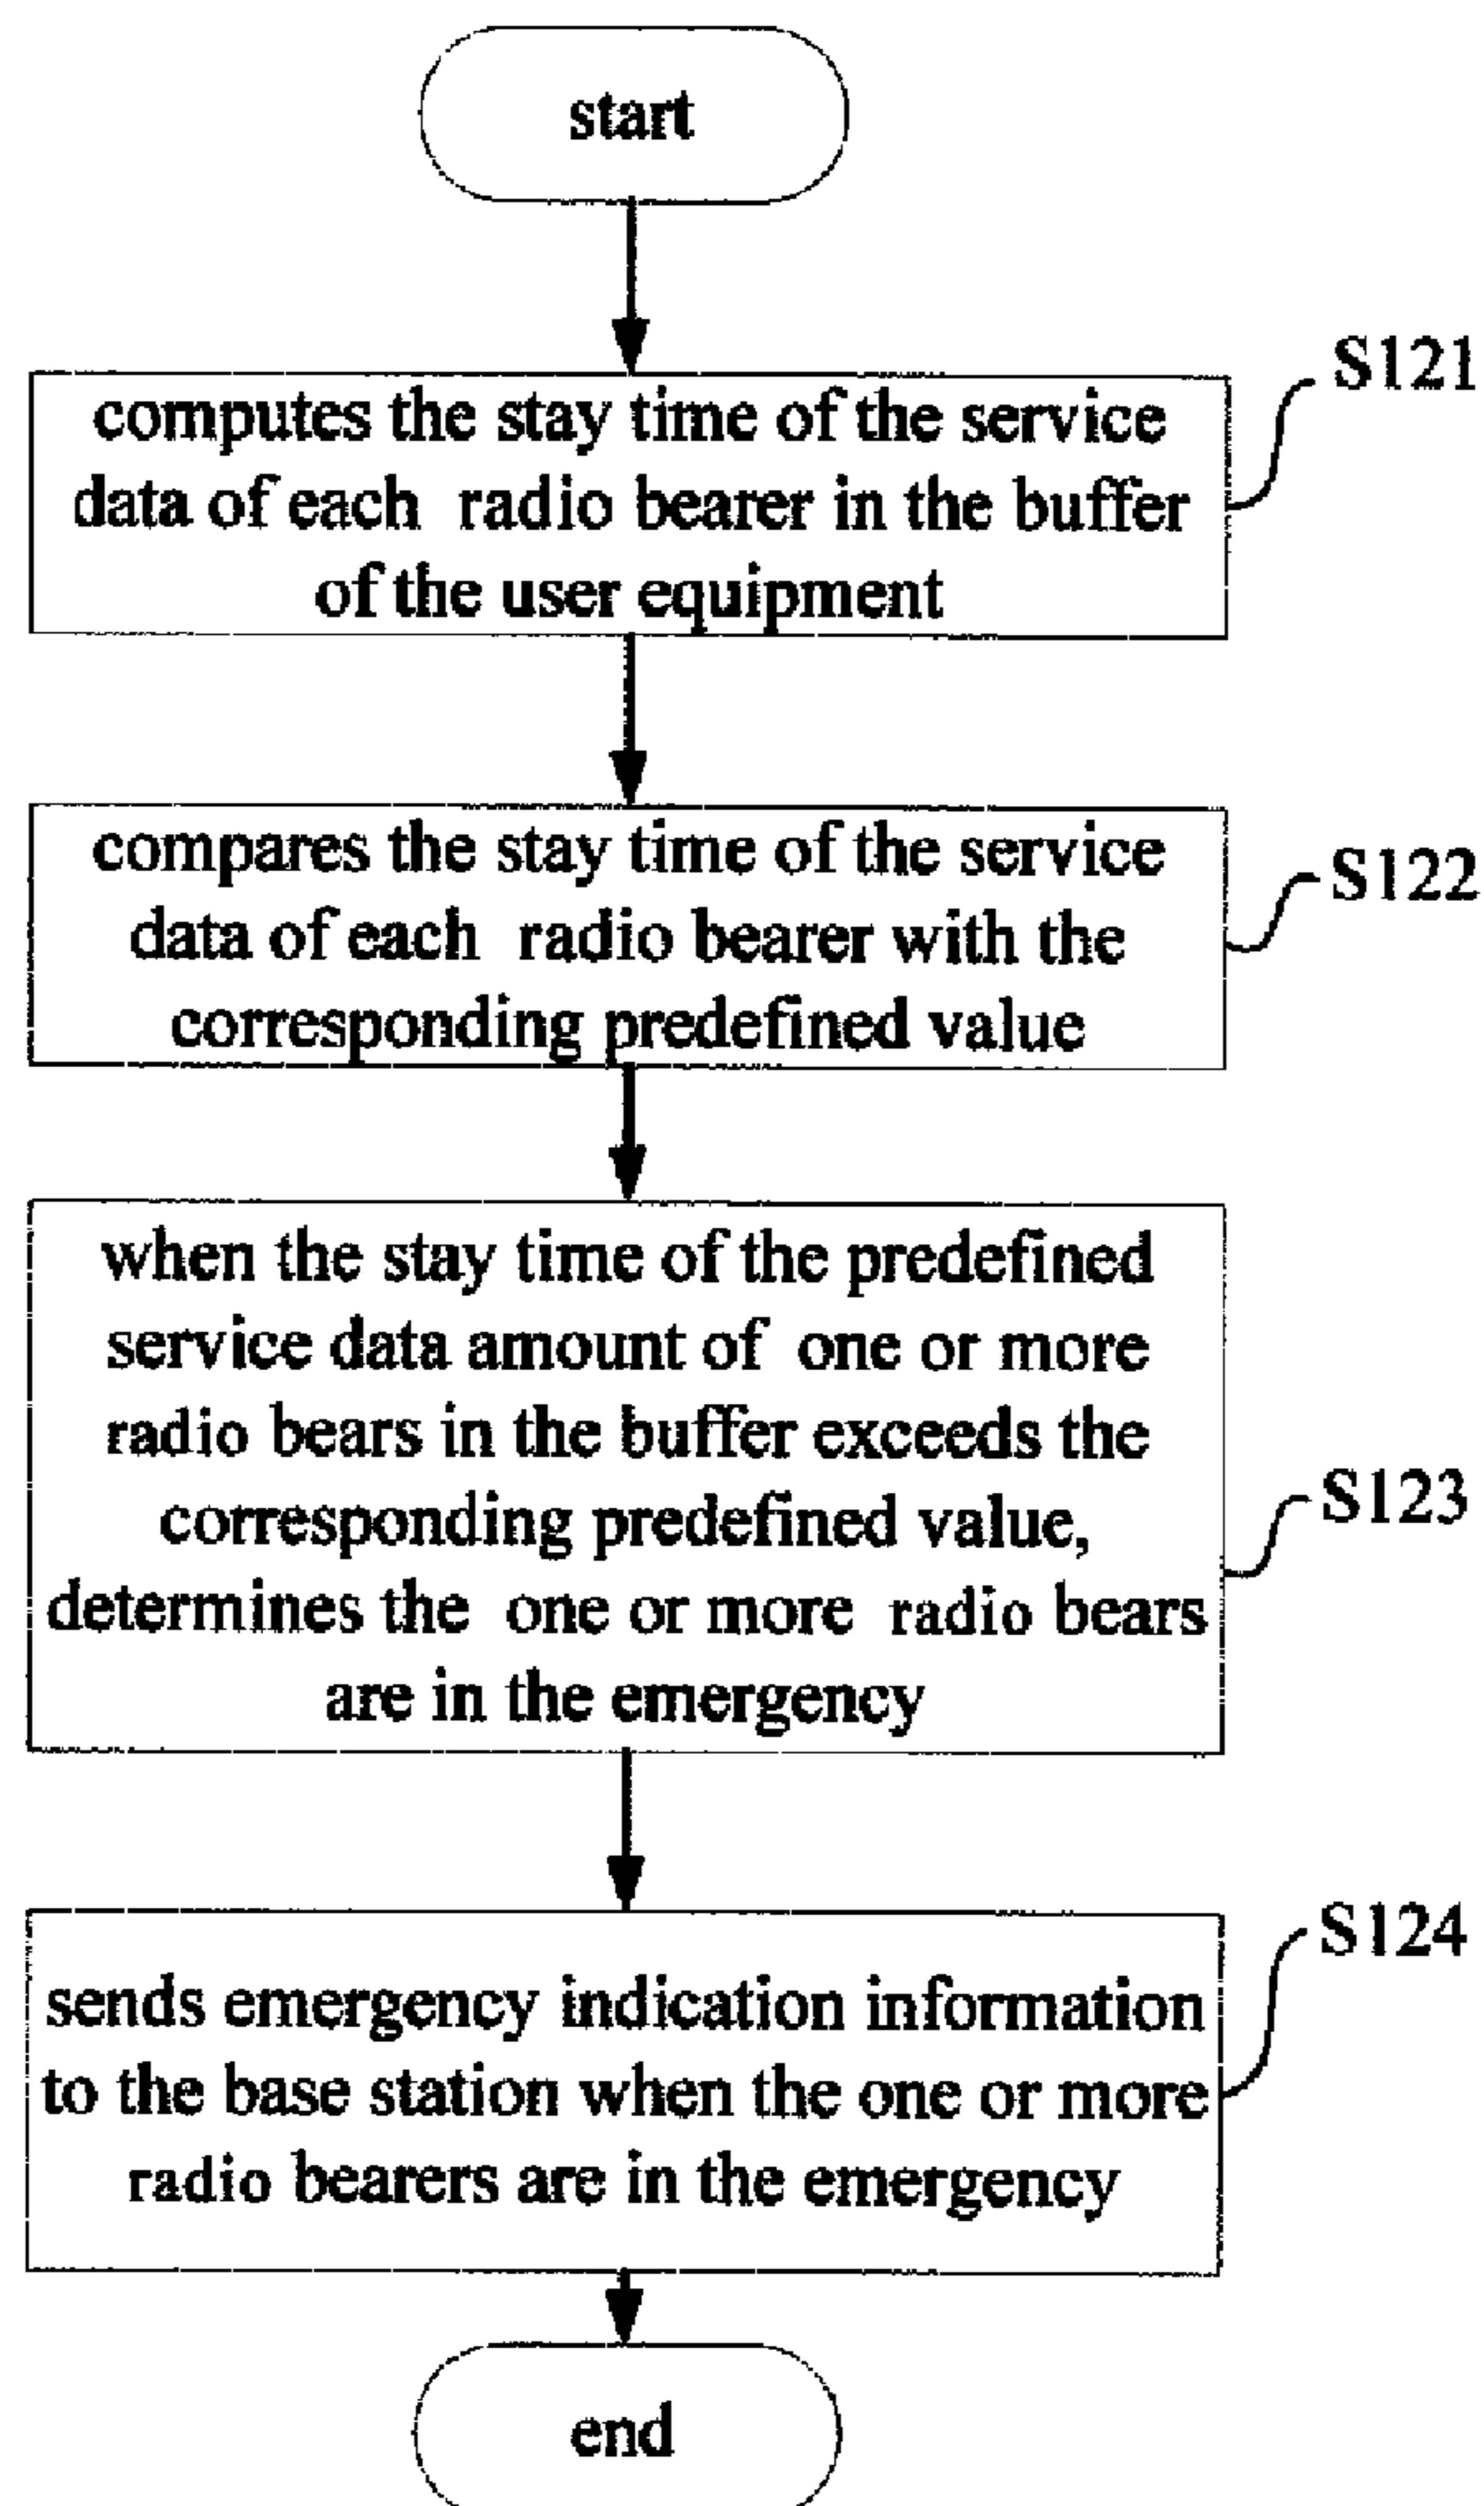 start
S121
computes the stay time of the service
data of each radio bearer in the buffer
of the user equipment
S122
compares the stay time of the service
data of each radio bearer with the
corresponding predefined value
when the stay time of the predefined
service data amount of one or more
radio bears in the buffer exceeds the
corresponding predefined value,
determines the one or more radio bears
are in the emergency
S123
S124
sends emergency indication information
to the base station when the one or more
radio bearers are in the emergency
end